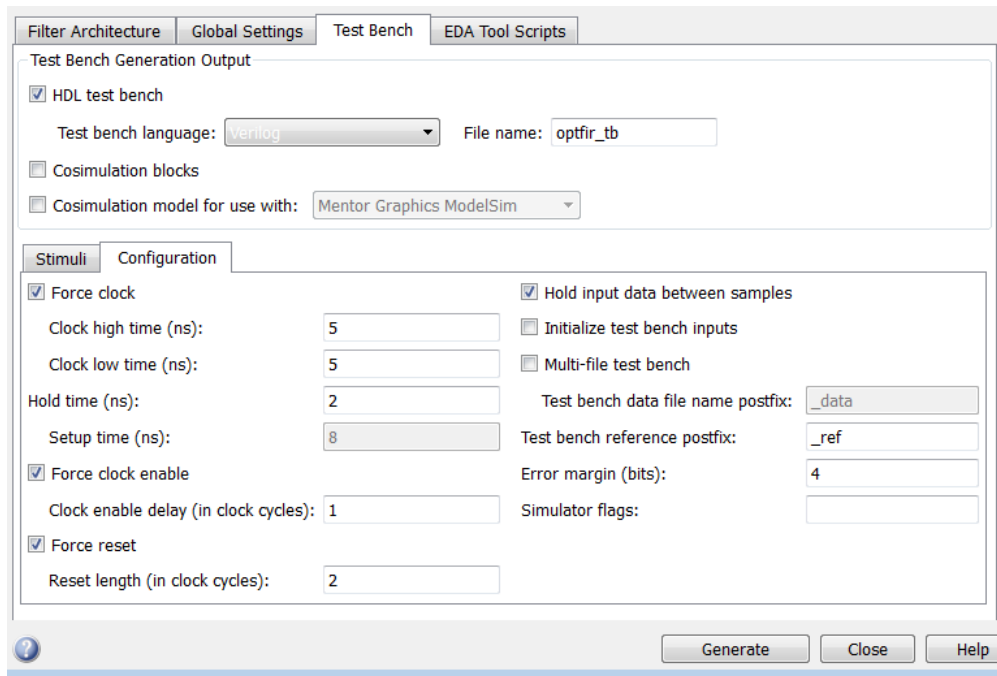 Filter Architecture Global Settings Test Bench EDA Tool Scripts
Test Bench Generation Output
HDL test bench
Test bench language: Verilog File name: optfir_tb
Cosimulation blocks
Cosimulation model for use with: Mentor Graphics ModelSim
Stimuli Configuration
Force clock
Clock high time (ns): 5
Clock low time (ns): 5
Hold time (ns): 2
Setup time (ns): 8
Force clock enable
Clock enable delay (in clock cycles): 1
Force reset
Reset length (in clock cycles): 2
Hold input data between samples
Initialize test bench inputs
Multi-file test bench
Test bench data file name postfix: _data
Test bench reference postfix: _ref
Error margin (bits): 4
Simulator flags:
? Generate Close Help